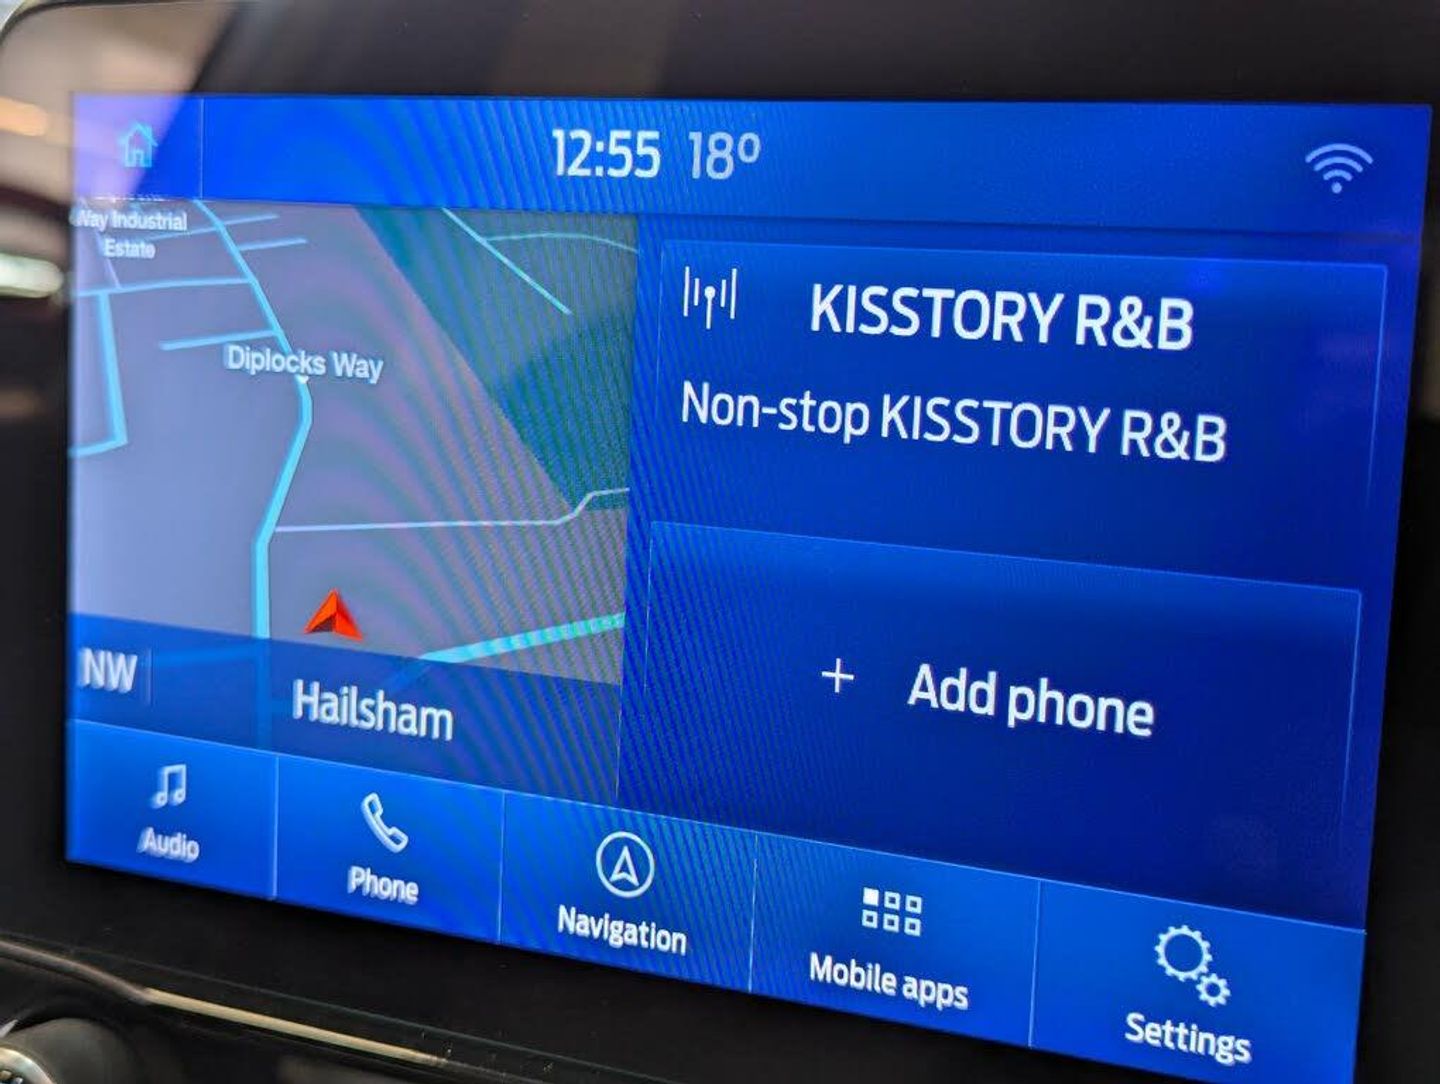 12:55 18°
Way Industrial
Estate
Diplocks Way
KISSTORY R&B
Non-stop KISSTORY R&B
Add phone
NW
Hailsham
Audio
Phone
Navigation
Mobile apps
Settings